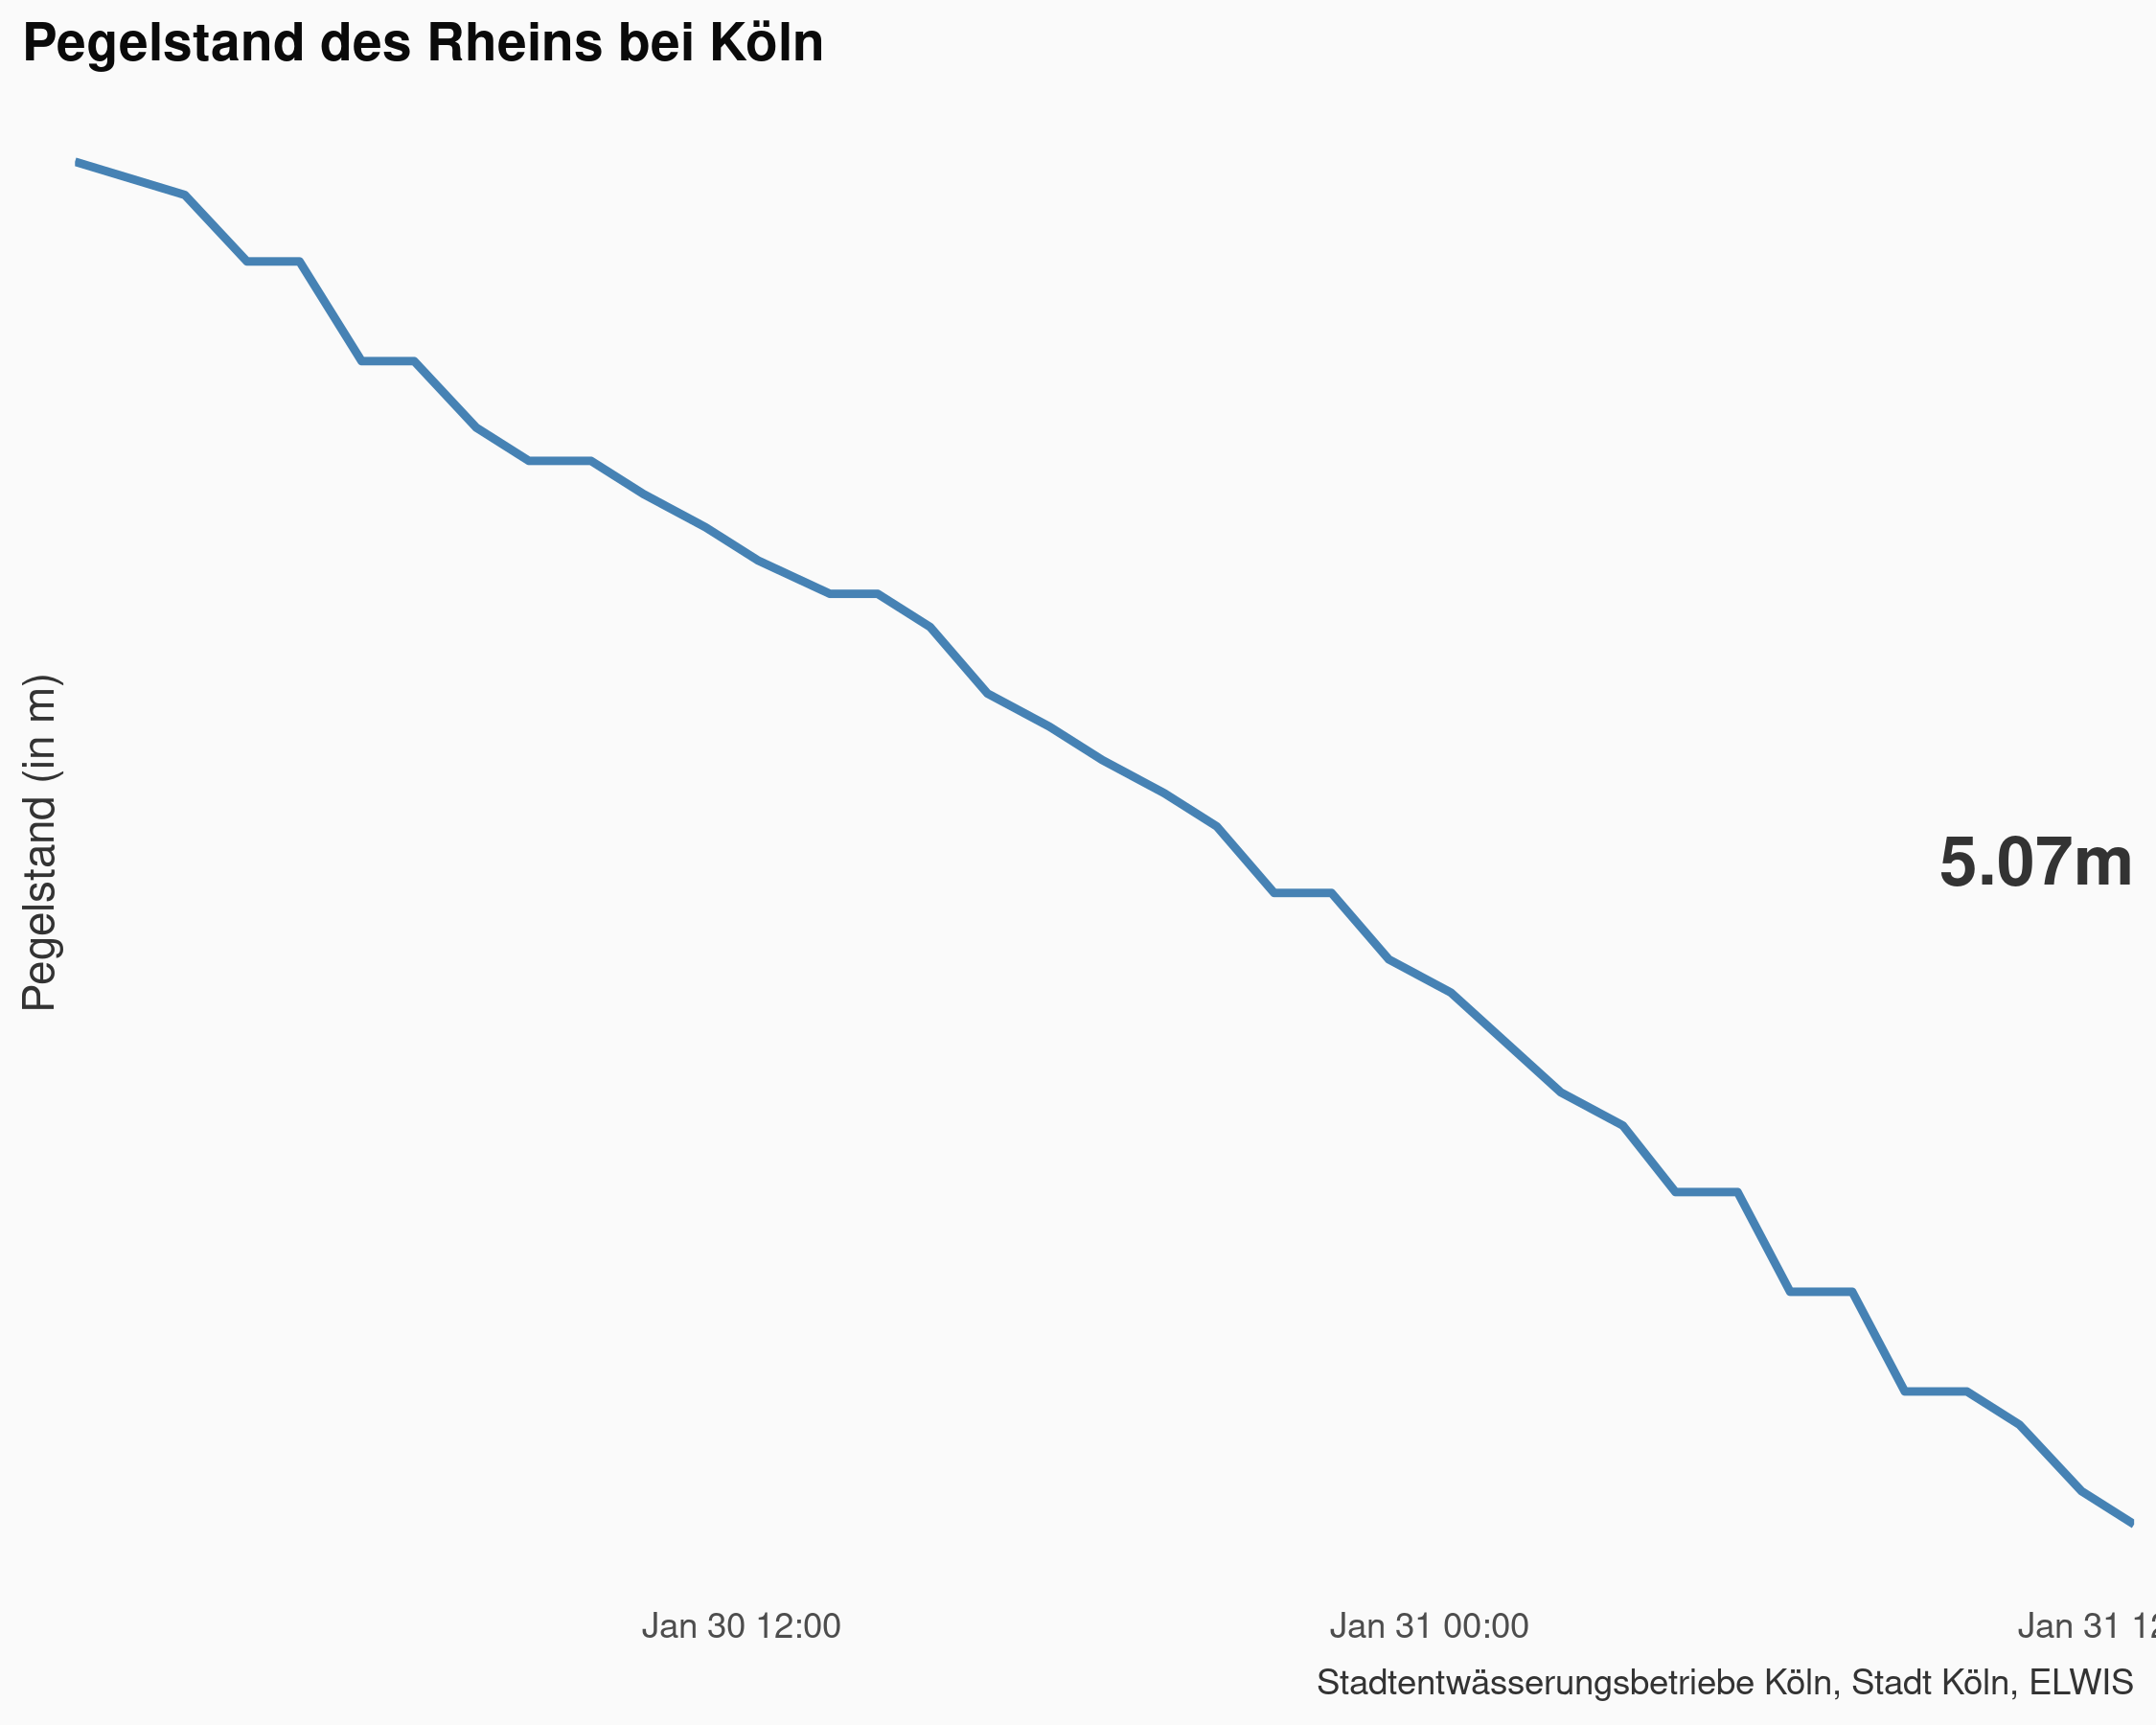 Pegelstand des Rheins bei Köln
Pegelstand (in m)
5.07m
Jan 30 12:00
Jan 31 00:00
Jan 31 12
Stadtentwässerungsbetriebe Köln, Stadt Köln, ELWIS